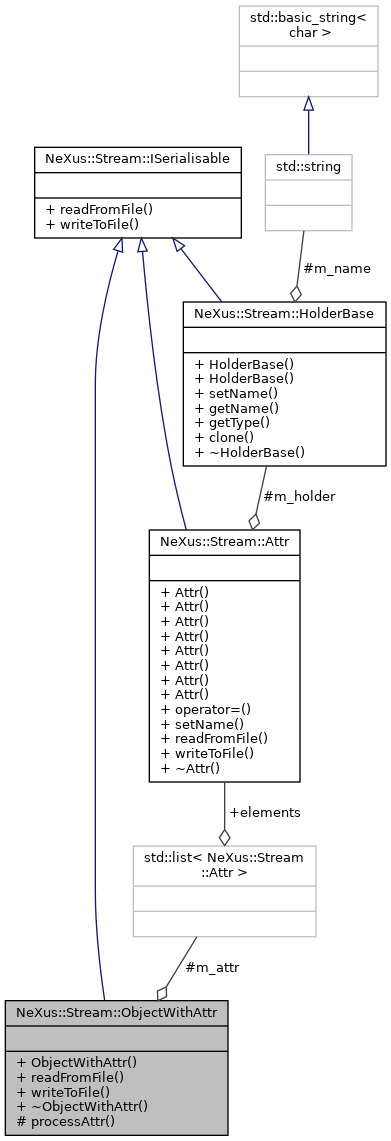 std::basic_string<
char >
NeXus::Stream::ISerialisable
+ readFromFile()
+ writeToFile()
std::string
#m_name
NeXus::Stream::HolderBase
+ HolderBase()
+ HolderBase()
+ setName()
+ getName()
+ getType()
+ clone()
+ ~HolderBase()
#m_holder
NeXus::Stream::Attr
+ Attr()
+ Attr()
+ Attr()
+ Attr()
+ Attr()
+ Attr()
+ Attr()
+ Attr()
+ operator=()
+ setName()
+ readFromFile()
+ writeToFile()
+ ~Attr()
+elements
std::list< NeXus::Stream
::Attr >
#m_attr
NeXus::Stream::ObjectWithAttr
+ ObjectWithAttr()
+ readFromFile()
+ writeToFile()
+ ~ObjectWithAttr()
# processAttr()